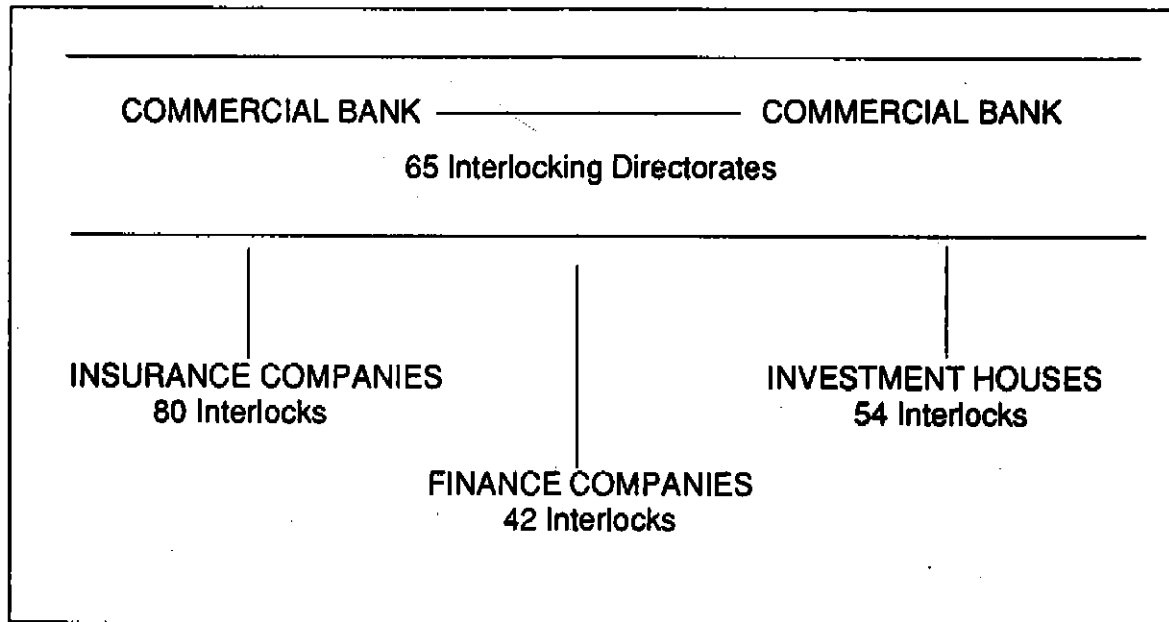 COMMERCIAL BANK COMMERCIAL BANK
65 Interlocking Directorates
INSURANCE COMPANIES INVESTMENT HOUSES
80 Interlocks 54 Interlocks
FINANCE COMPANIES
42 Interlocks